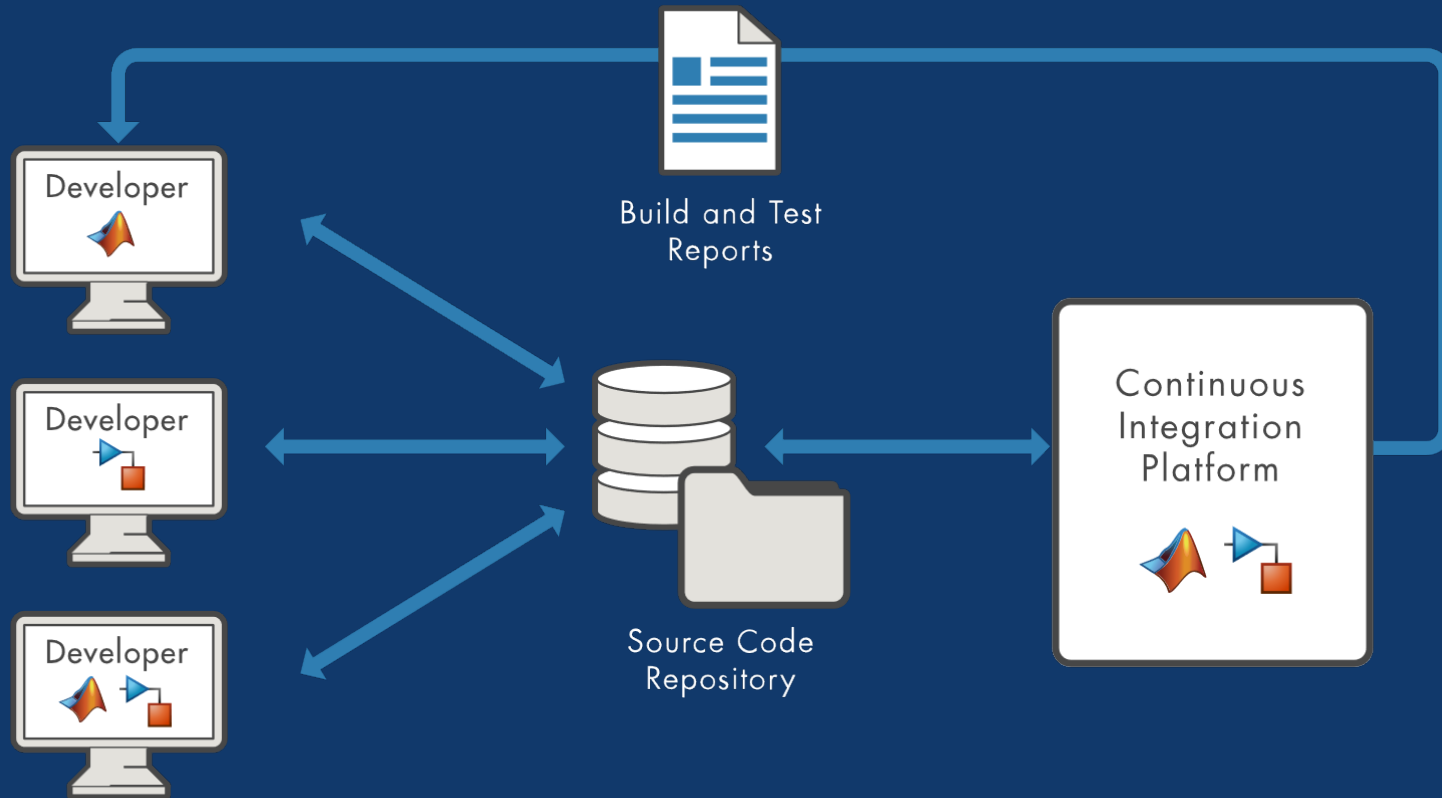 Build and Test
Reports
Developer
Developer
Developer
Source Code
Repository
Continuous
Integration
Platform